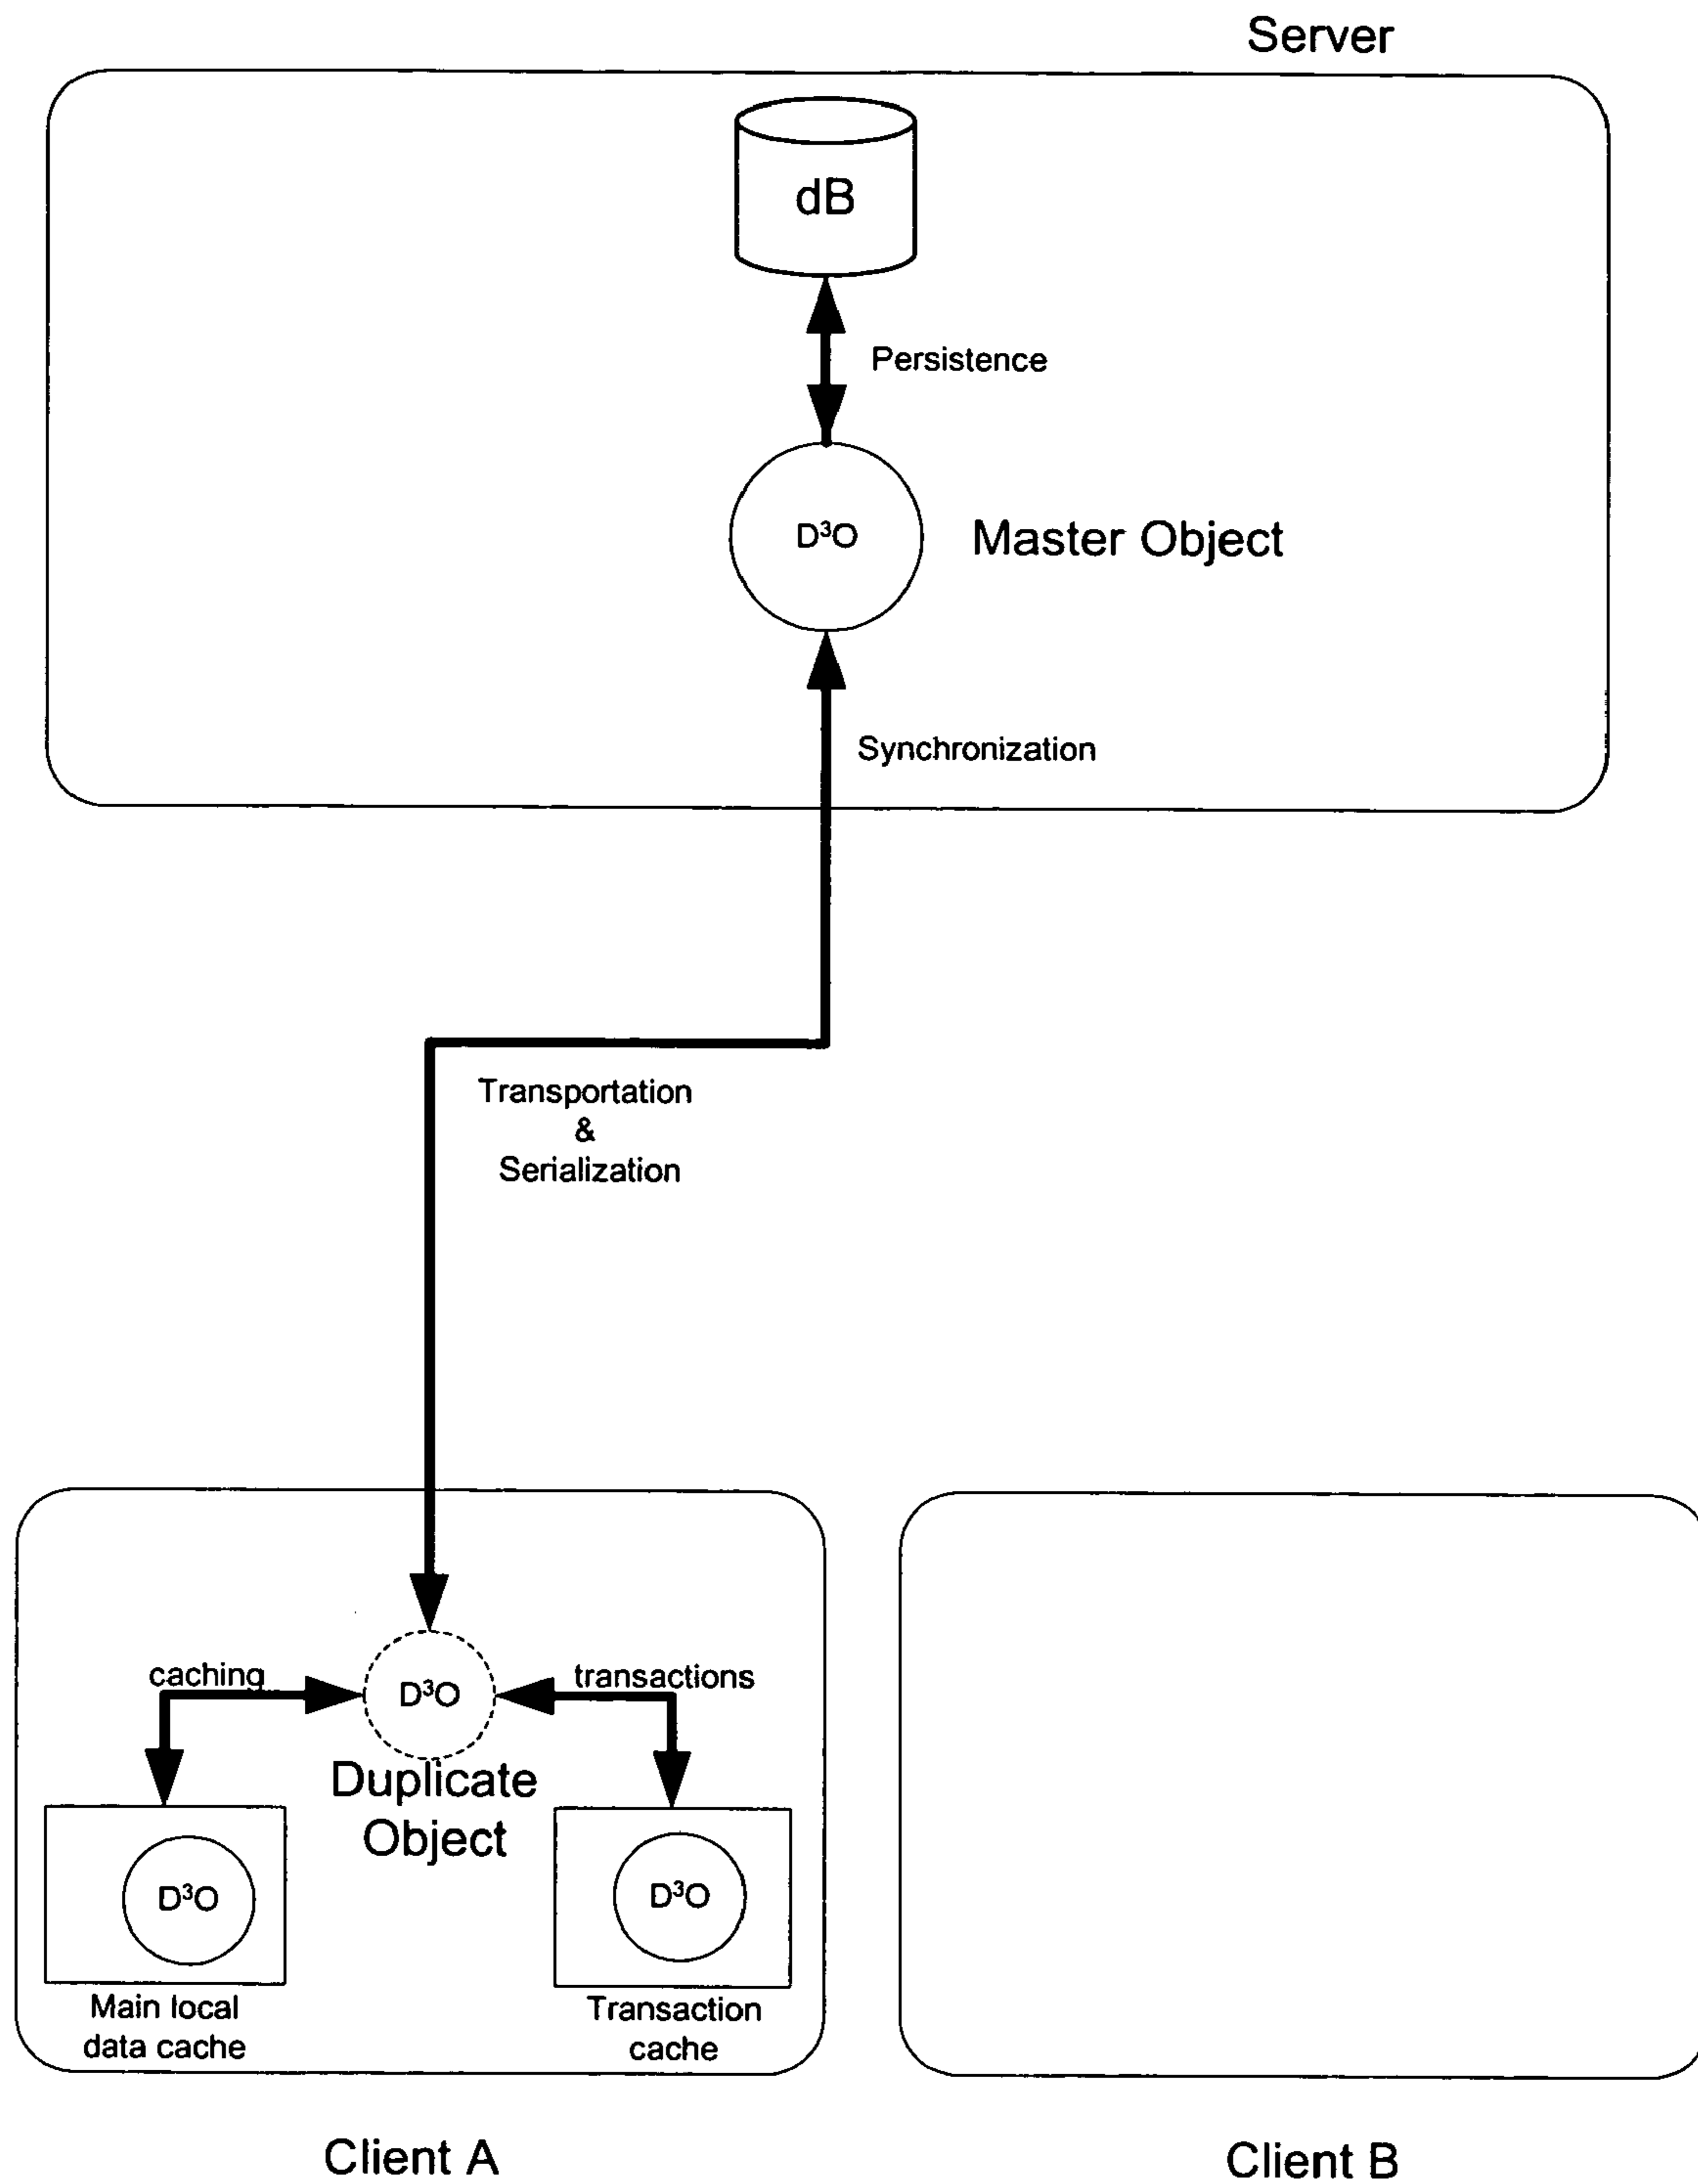 Server
dB
Persistence
D³O
Master Object
Synchronization
Transportation
&
Serialization
caching
transactions
D³O
Duplicate
Object
D³O
D³O
Main local
data cache
Transaction
cache
Client A
Client B